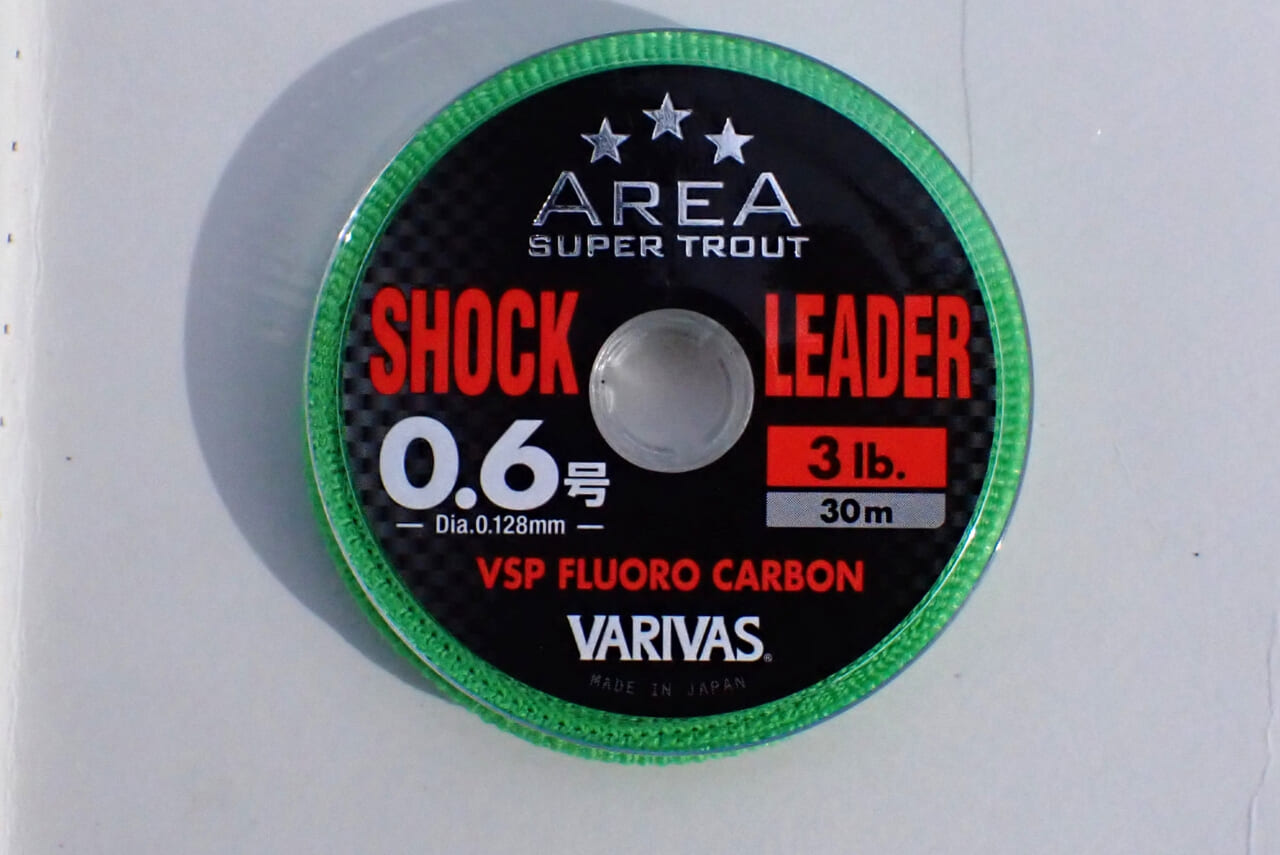 AREA
SUPER TROUT
SHOCK LEADER
0.6号
Dia.0.128mm
3 lb.
30m
VSP FLUORO CARBON
VARIVAS®
MADE IN JAPAN